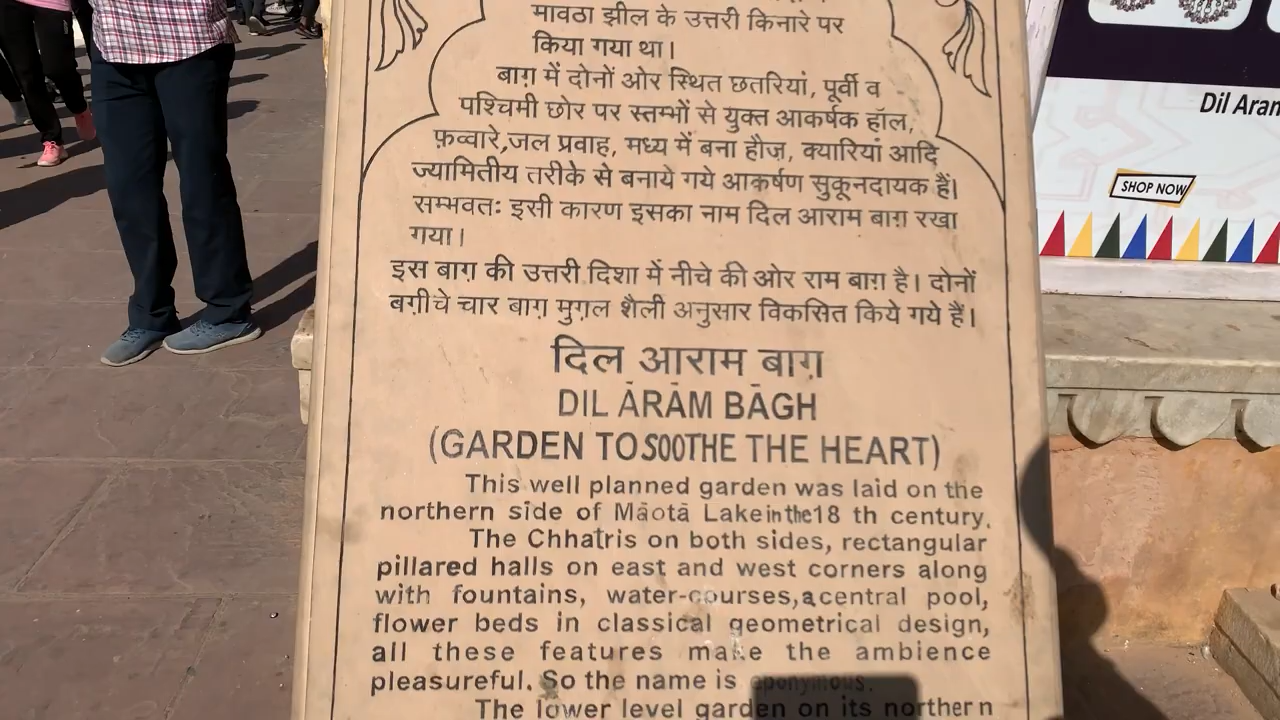 मावठा झील के उत्तरी किनारे पर
किया गया था।
बाग़ में दोनों ओर स्थित छतरियां, पूर्वी व
पश्चिमी छोर पर स्तम्भों से युक्त आकर्षक हॉल,
फ़व्वारे,जल प्रवाह, मध्य में बना हौज़, क्यारियां आदि
ज्यामितीय तरीके से बनाये गये आकर्षण सुकूनदायक हैं।
सम्भवतः इसी कारण इसका नाम दिल आराम बाग़ रखा
गया।
इस बाग़ की उत्तरी दिशा में नीचे की ओर राम बाग़ है। दोनों
बग़ीचे चार बाग़ मुग़ल शैली अनुसार विकसित किये गये हैं।
दिल आराम बाग़
DIL ĀRĀM BĀGH
(GARDEN TO SOOTHE THE HEART)
This well planned garden was laid on the
northern side of Māotā Lake in the 18 th century.
The Chhatris on both sides, rectangular
pillared halls on east and west corners along
with fountains, water-courses, a central pool,
flower beds in classical geometrical design,
all these features make the ambience
pleasureful. So the name is eponymous.
The lower level garden on its northern
Dil Aran
SHOP NOW